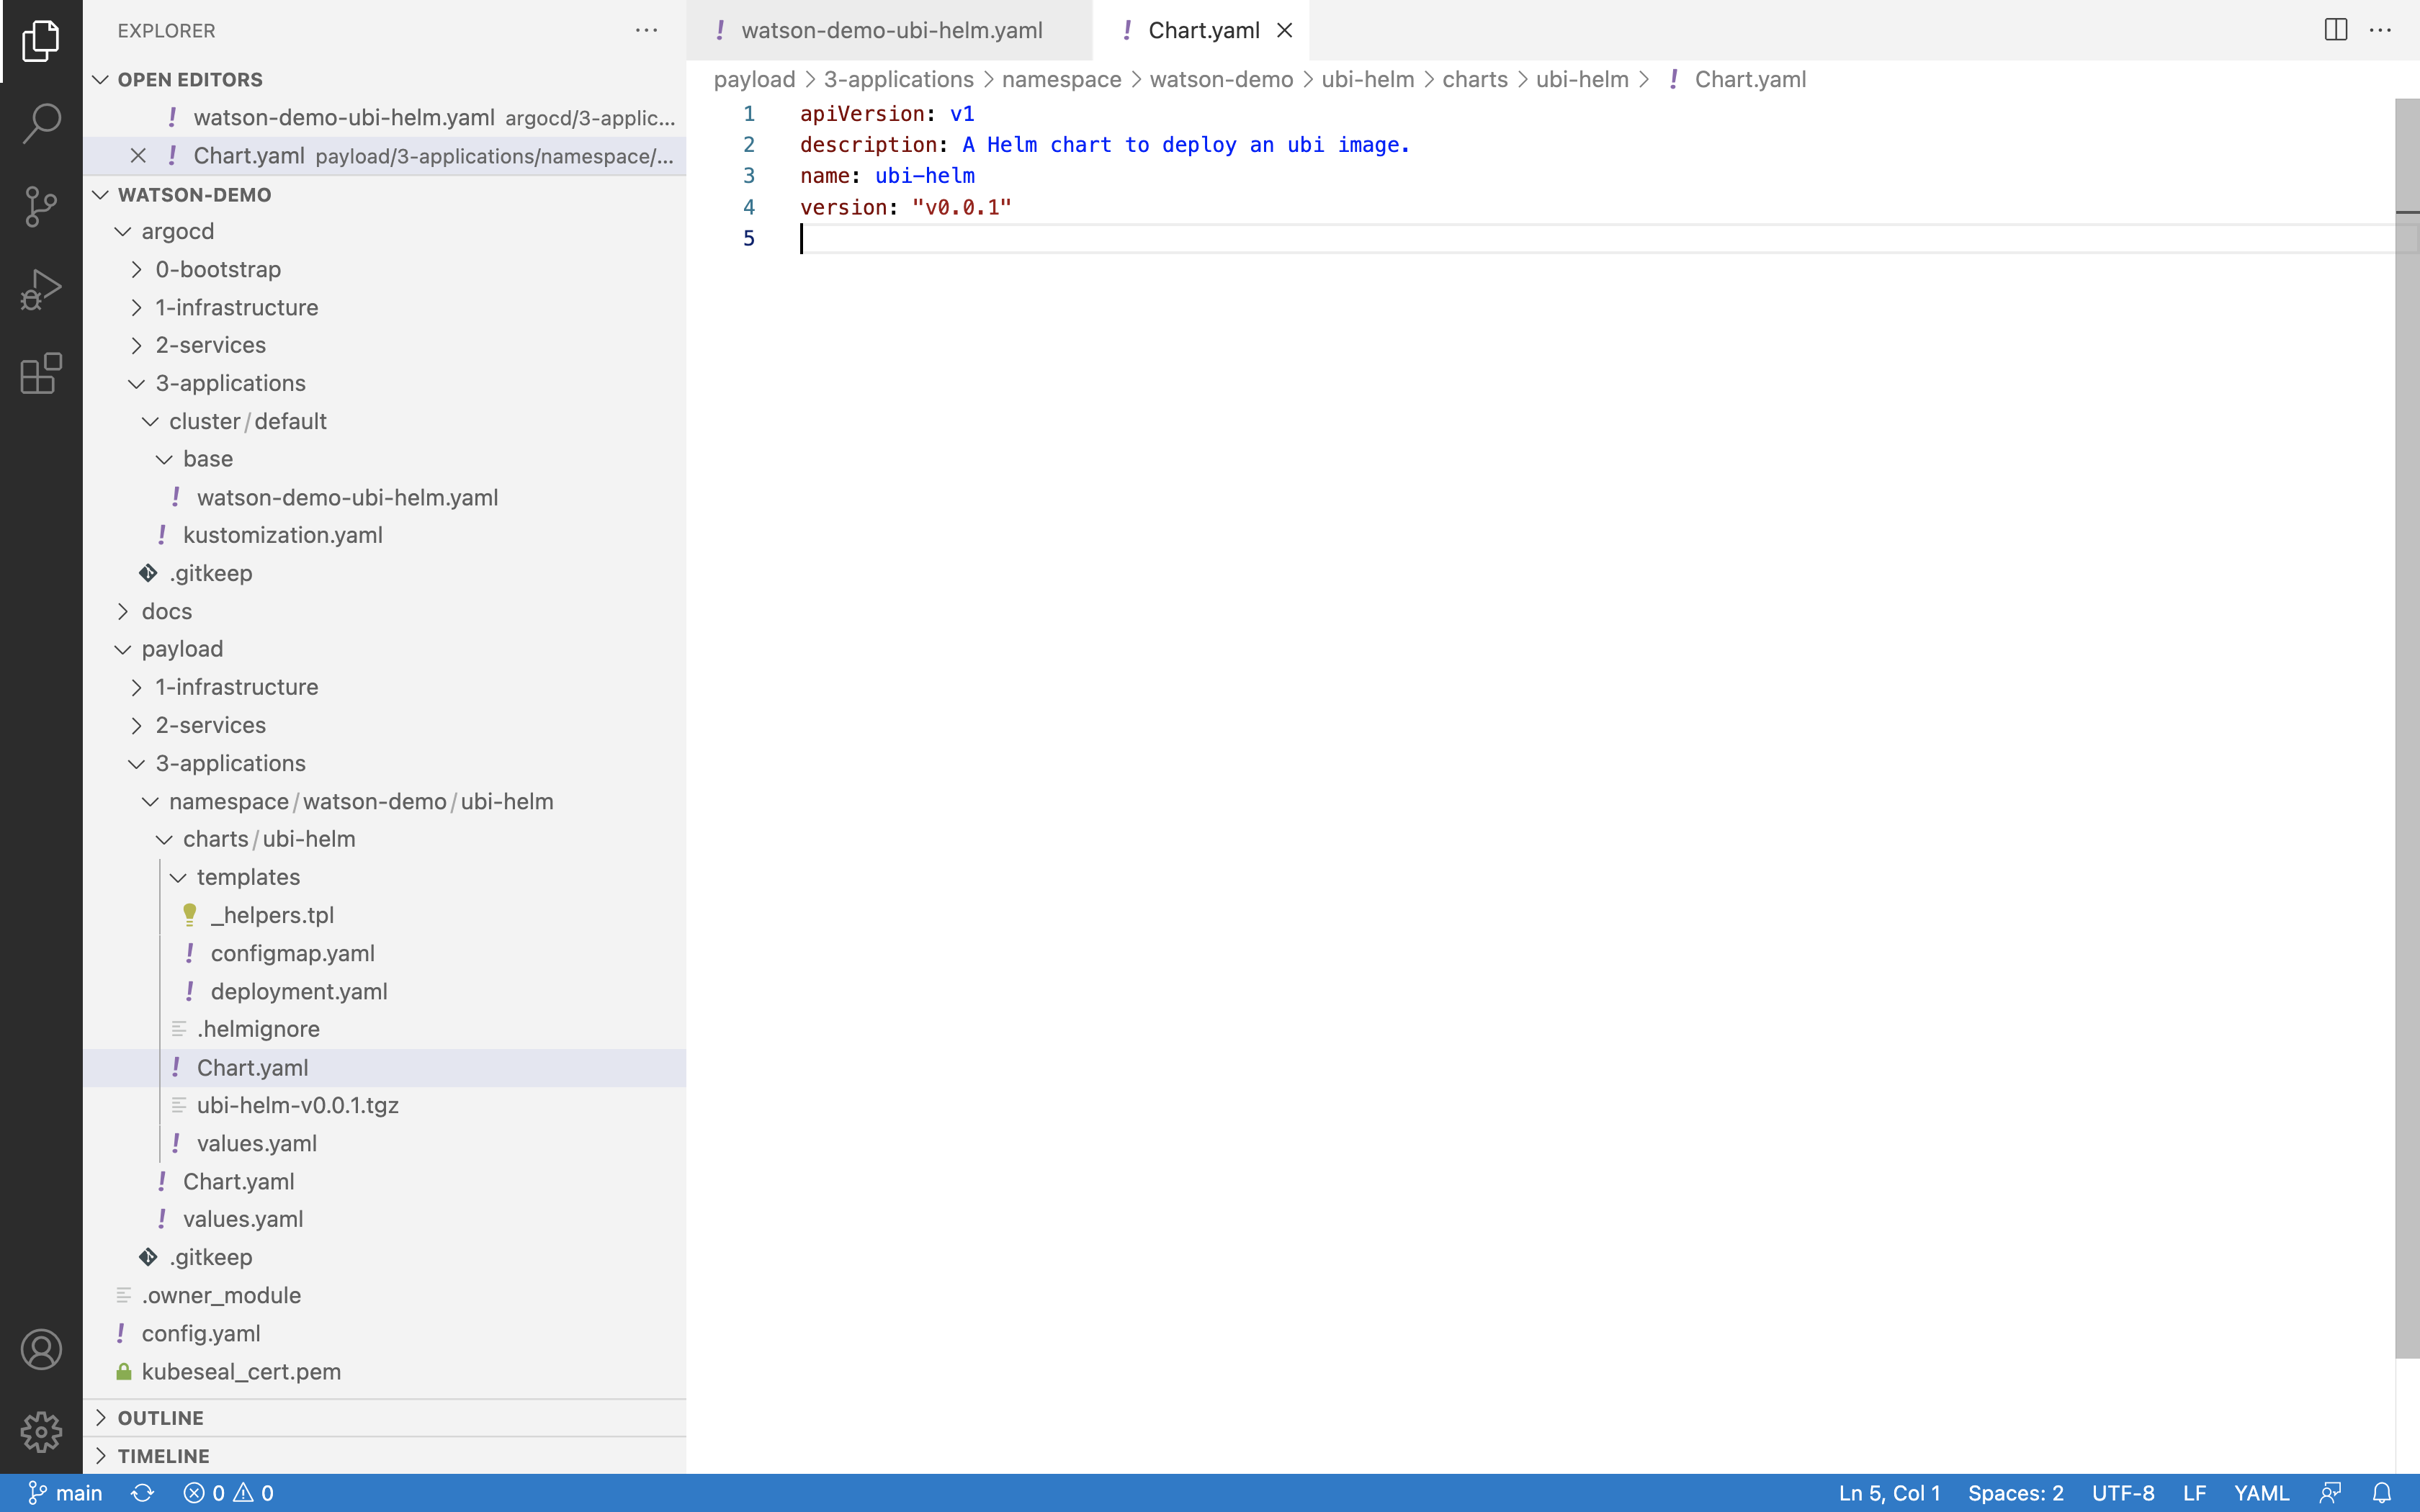 EXPLORER
OPEN EDITORS
watson-demo-ubi-helm.yaml argocd/3-applic...
Chart.yaml payload/3-applications/namespace/...
WATSON-DEMO
argocd
0-bootstrap
1-infrastructure
2-services
3-applications
cluster/default
base
watson-demo-ubi-helm.yaml
kustomization.yaml
.gitkeep
docs
payload
1-infrastructure
2-services
3-applications
namespace/watson-demo/ubi-helm
charts/ubi-helm
templates
_helpers.tpl
configmap.yaml
deployment.yaml
.helmignore
Chart.yaml
ubi-helm-v0.0.1.tgz
values.yaml
Chart.yaml
values.yaml
.gitkeep
.owner_module
config.yaml
kubeseal_cert.pem
OUTLINE
TIMELINE
watson-demo-ubi-helm.yaml Chart.yaml
payload > 3-applications > namespace > watson-demo > ubi-helm > charts > ubi-helm > Chart.yaml
1 apiVersion: v1
2 description: A Helm chart to deploy an ubi image.
3 name: ubi-helm
4 version: "v0.0.1"
5
main 0 0 Ln 5, Col 1 Spaces: 2 UTF-8 LF YAML